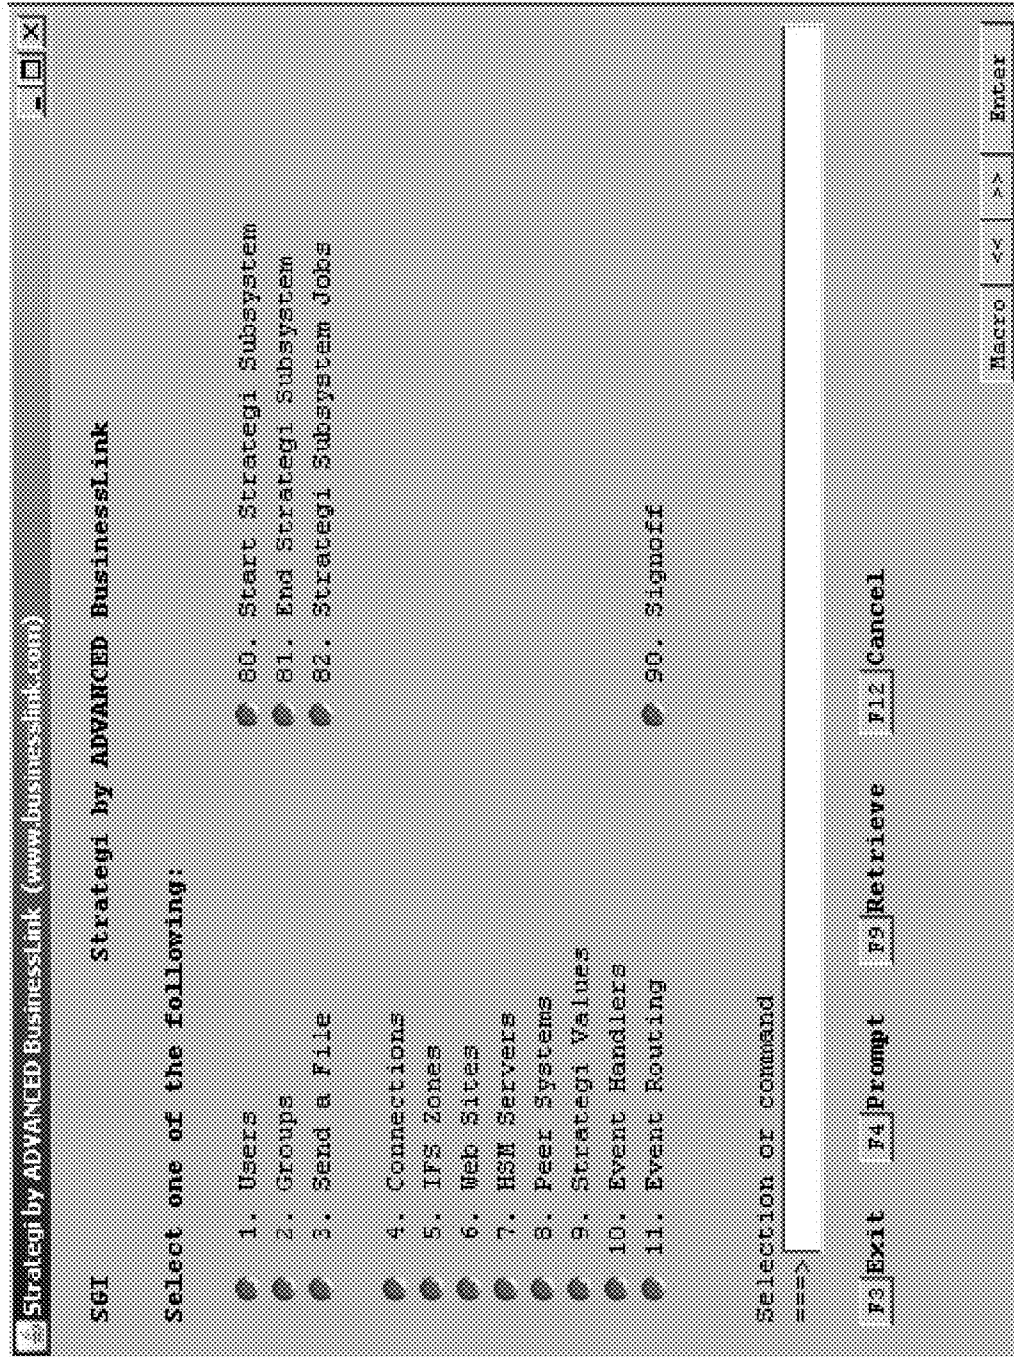 Strategi by ADVANCED BusinessLink (www.businesslink.com)
SGI Strategi by ADVANCED BusinessLink
Select one of the following:
1. Users 80. Start Strategi Subsystem
2. Groups 81. End Strategi Subsystem
3. Send a File 82. Strategi Subsystem Jobs
4. Connections
5. IFS Zones
6. Web Sites
7. HSM Servers
8. Peer Systems
9. Strategi Values
10. Event Handlers
11. Event Routing 90. Signoff
Selection or command
===>
F3 Exit F4 Prompt F9 Retrieve F12 Cancel
Macro << >> Enter